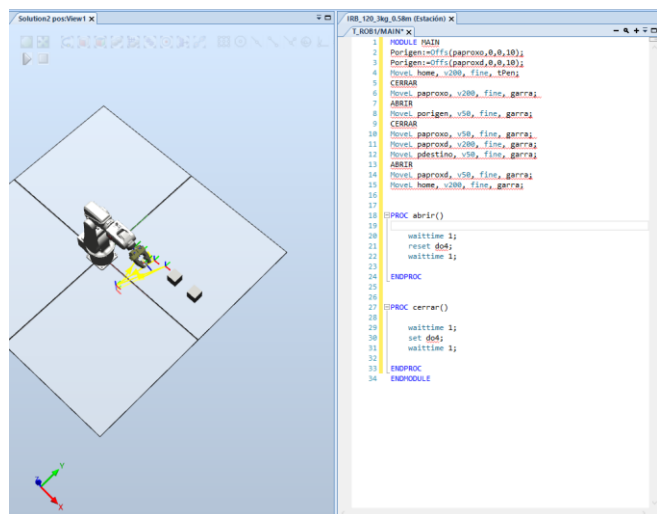 Solution2 pos:View1 X
IRB_120_3kg_0.58m (Estación) X
T_ROB1/MAIN* X
1 MODULE MAIN
2 Porigen:=Offs(paproxo,0,0,10);
3 Porigen:=Offs(paproxd,0,0,10);
4 MoveL home, v200, fine, tPen;
5 CERRAR
6 MoveL paproxo, v200, fine, garra;
7 ABRIR
8 MoveL porigen, v50, fine, garra;
9 CERRAR
10 MoveL paproxo, v50, fine, garra;
11 MoveL paproxd, v200, fine, garra;
12 MoveL pdestino, v50, fine, garra;
13 ABRIR
14 MoveL paproxd, v50, fine, garra;
15 MoveL home, v200, fine, garra;
16
17
18 PROC abrir()
19
20 waittime 1;
21 reset do4;
22 waittime 1;
23
24 ENDPROC
25
26
27 PROC cerrar()
28
29 waittime 1;
30 set do4;
31 waittime 1;
32
33 ENDPROC
34 ENDMODULE
Z
Y
X